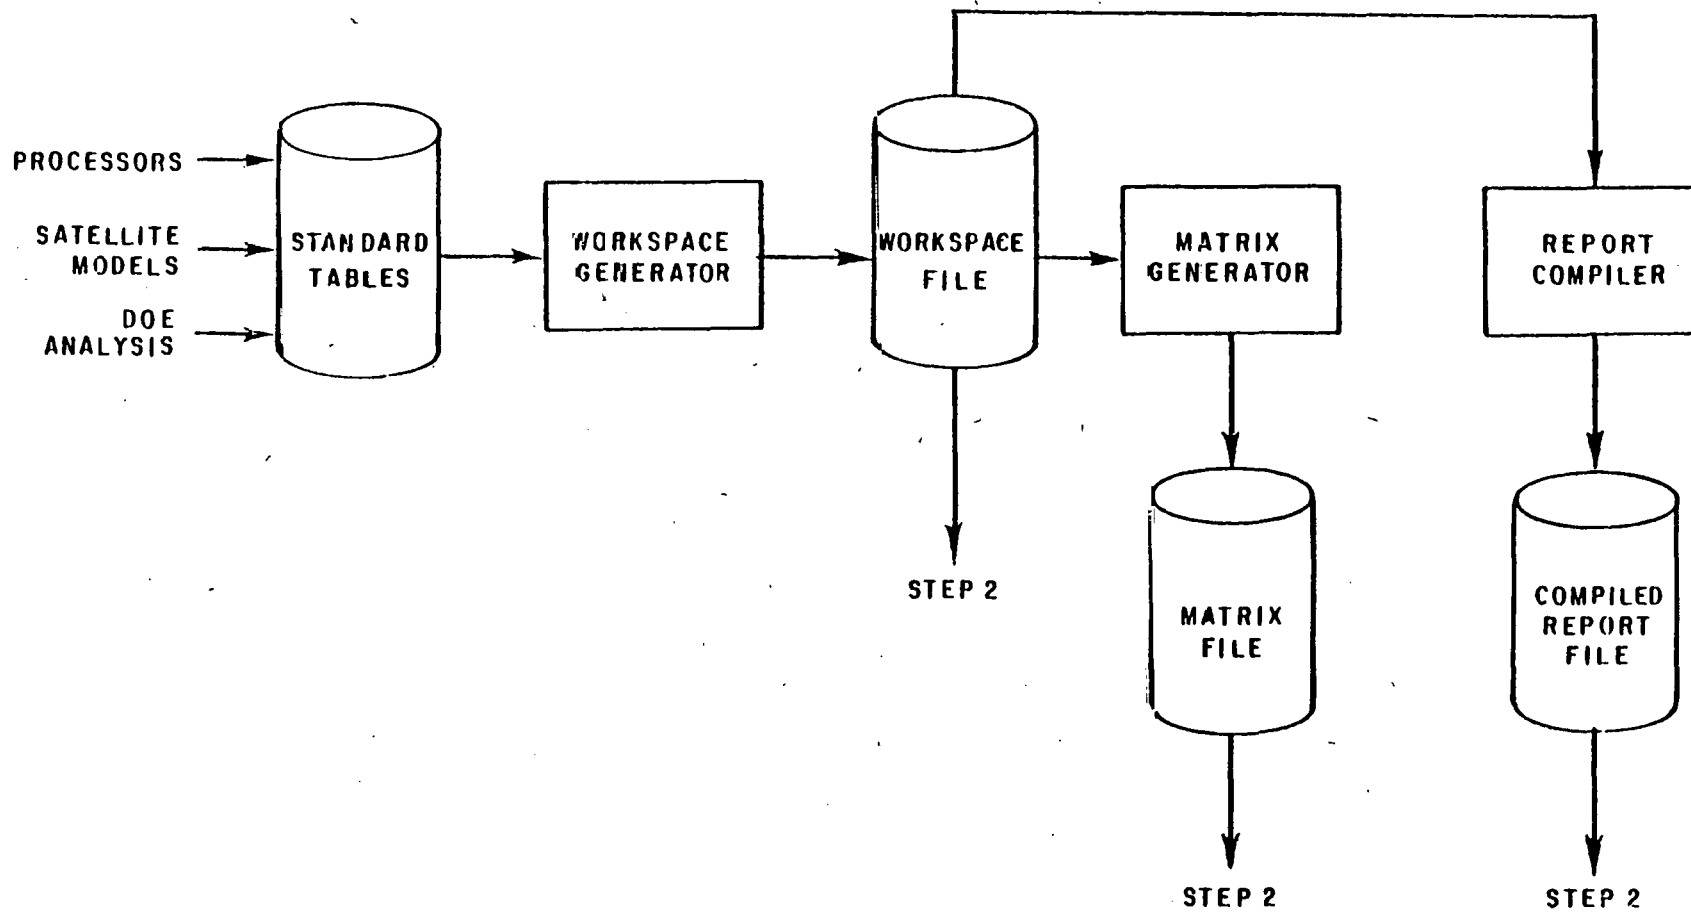 PROCESSORS
SATELLITE
MODELS
DOE
ANALYSIS
STANDARD
TABLES
WORKSPACE
GENERATOR
WORKSPACE
FILE
STEP 2
MATRIX
GENERATOR
MATRIX
FILE
STEP 2
REPORT
COMPILER
COMPILED
REPORT
FILE
STEP 2